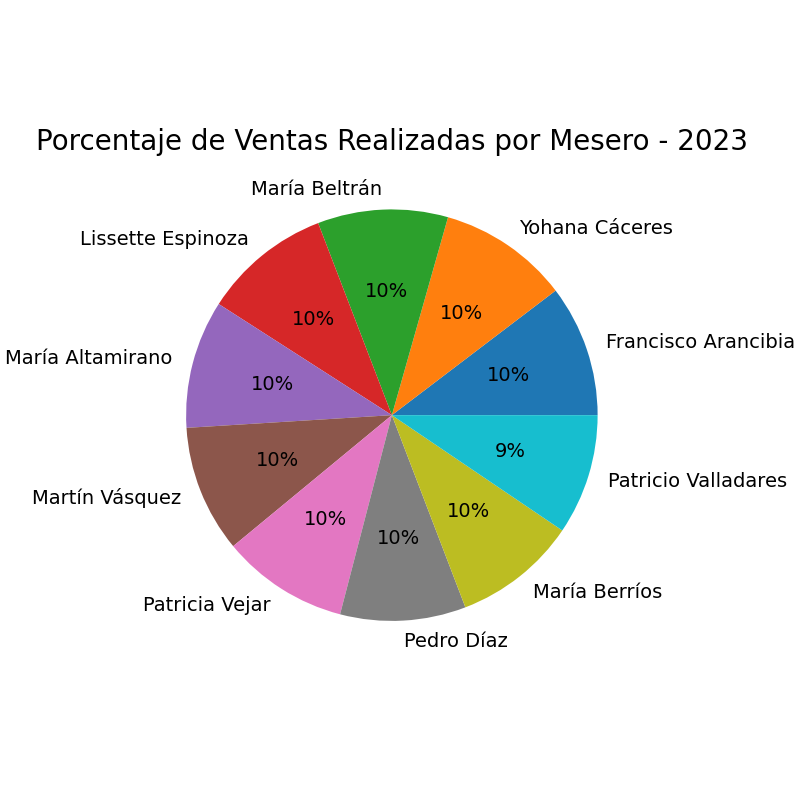 Porcentaje de Ventas Realizadas por Mesero - 2023
María Beltrán
Yohana Cáceres
Lissette Espinoza
10%
10%
10%
Francisco Arancibia
María Altamirano
10%
10%
9%
10%
Patricio Valladares
Martín Vásquez
10%
10%
10%
María Berríos
Patricia Vejar
Pedro Díaz